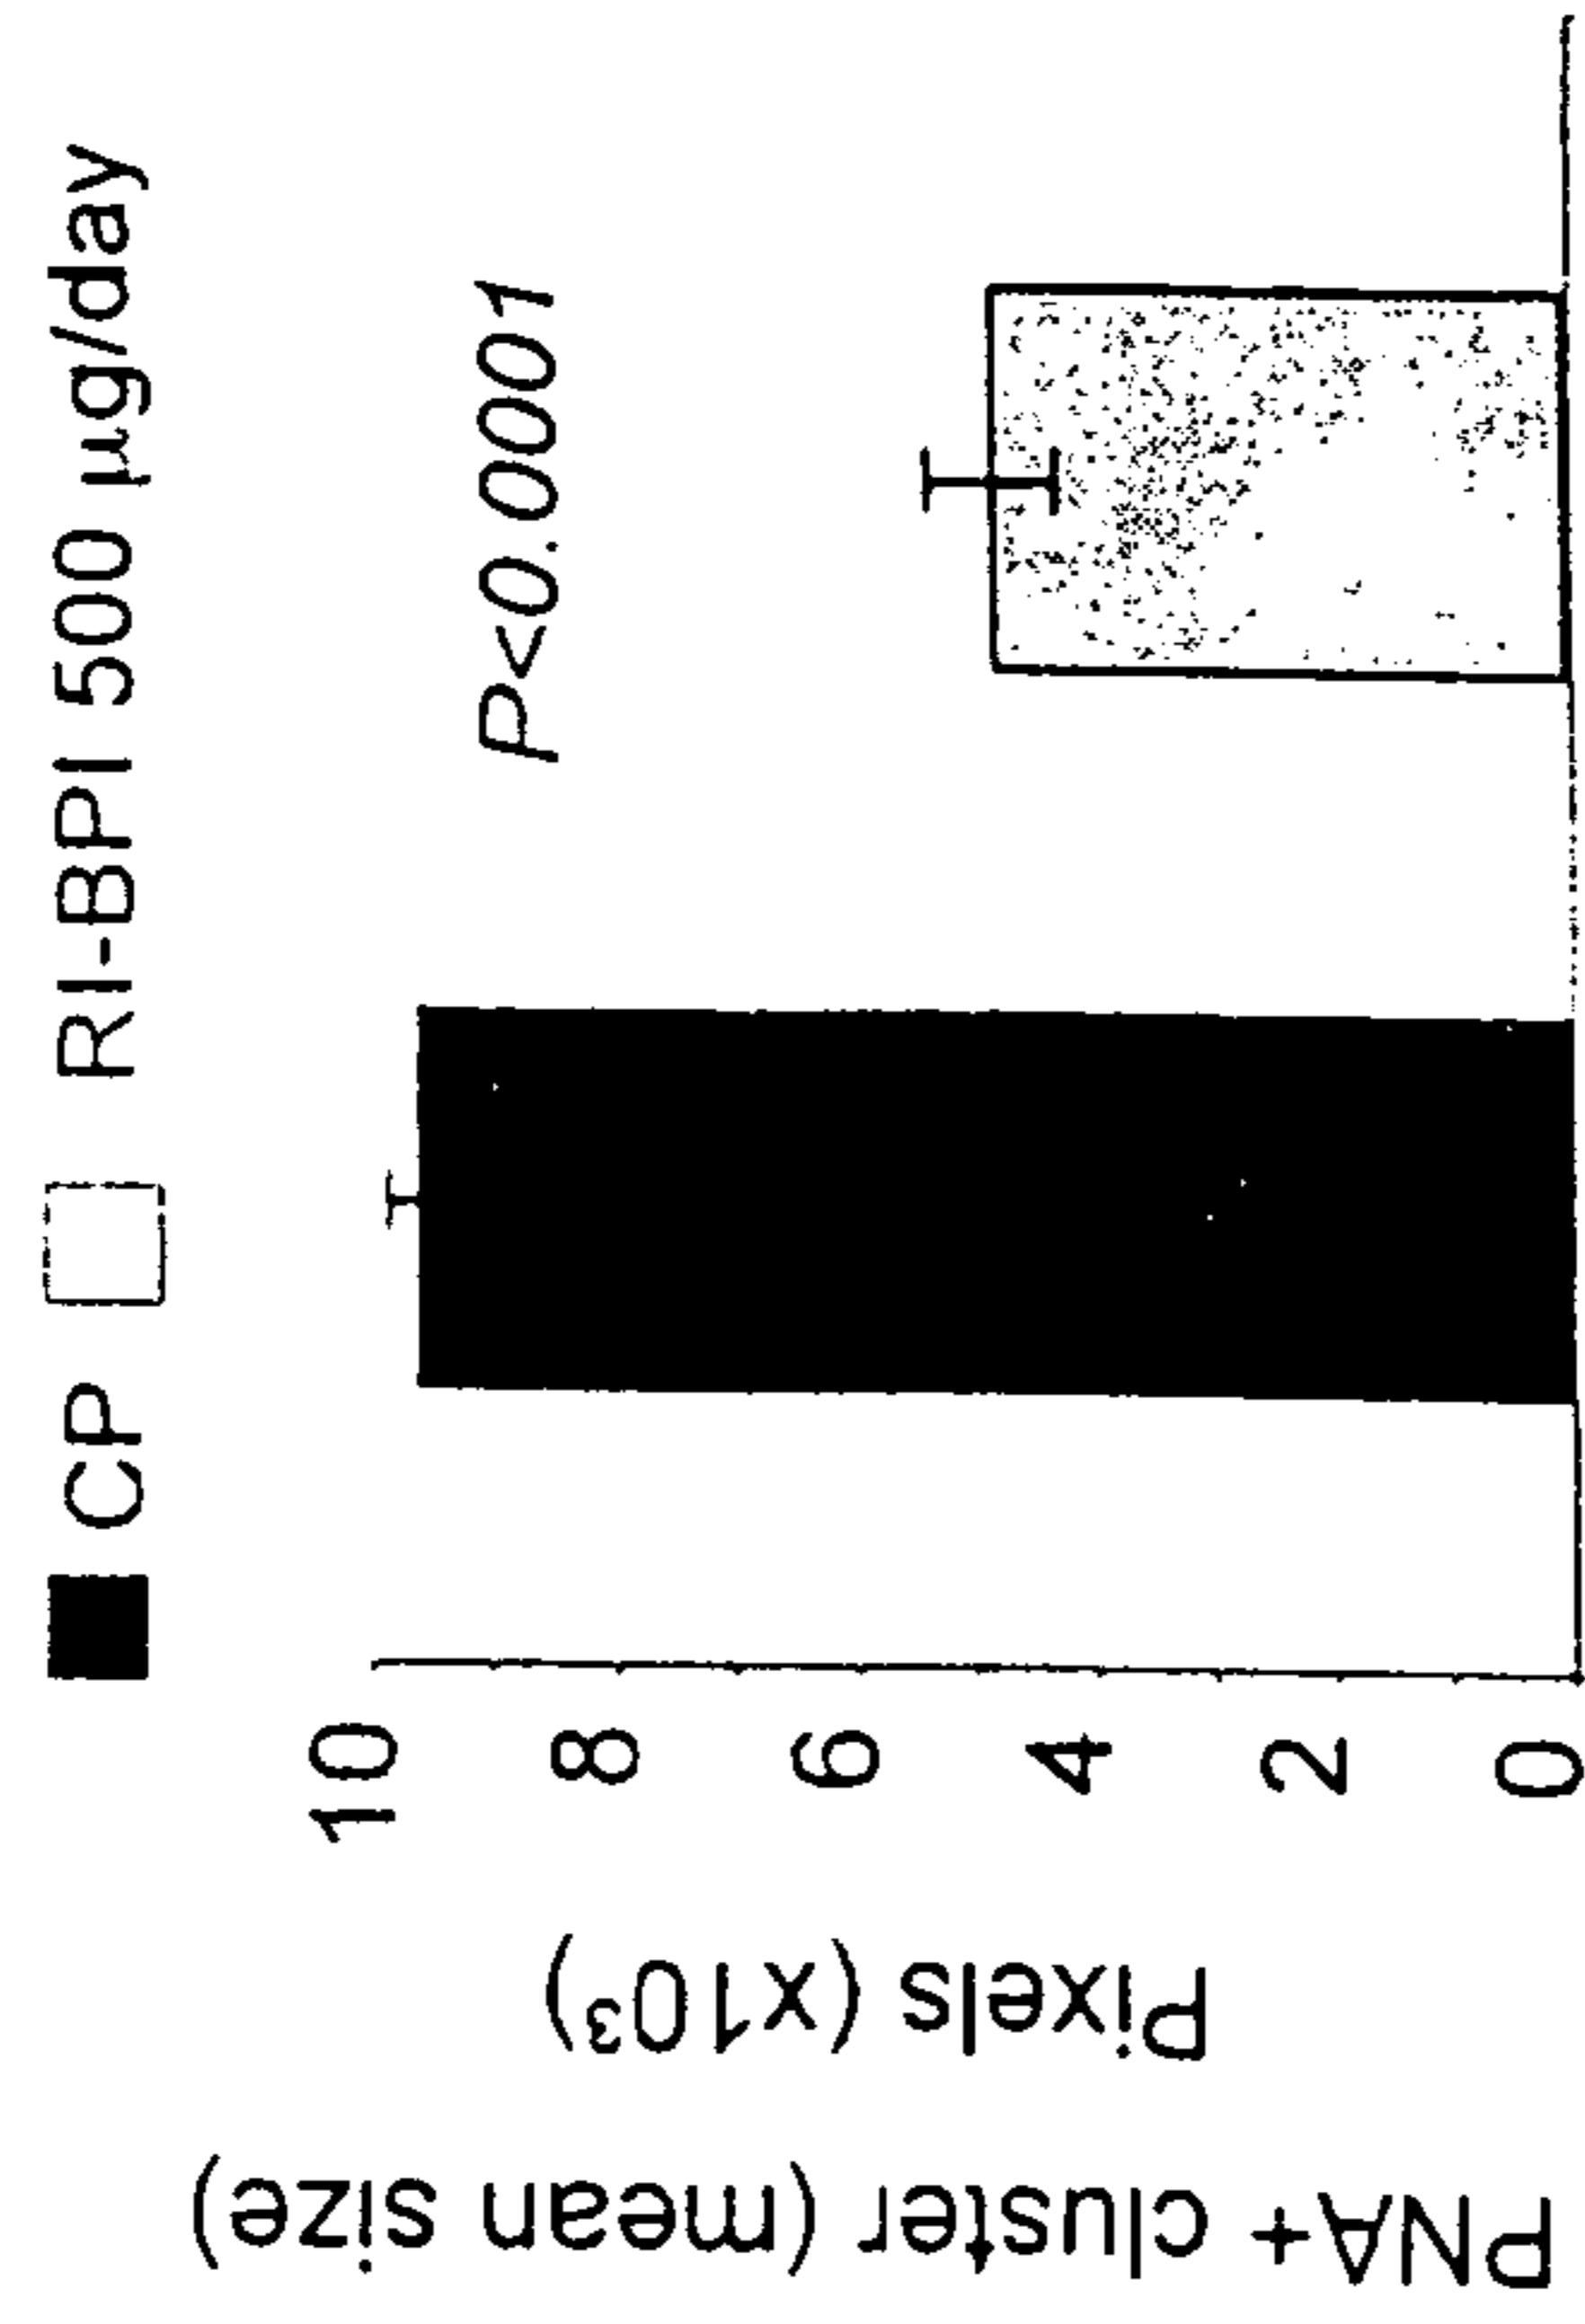 CP RI-BPI 500 µg/day
P<0.0001
PNA+ cluster (mean size)
Pixels (x10³)
10
8
6
4
2
0